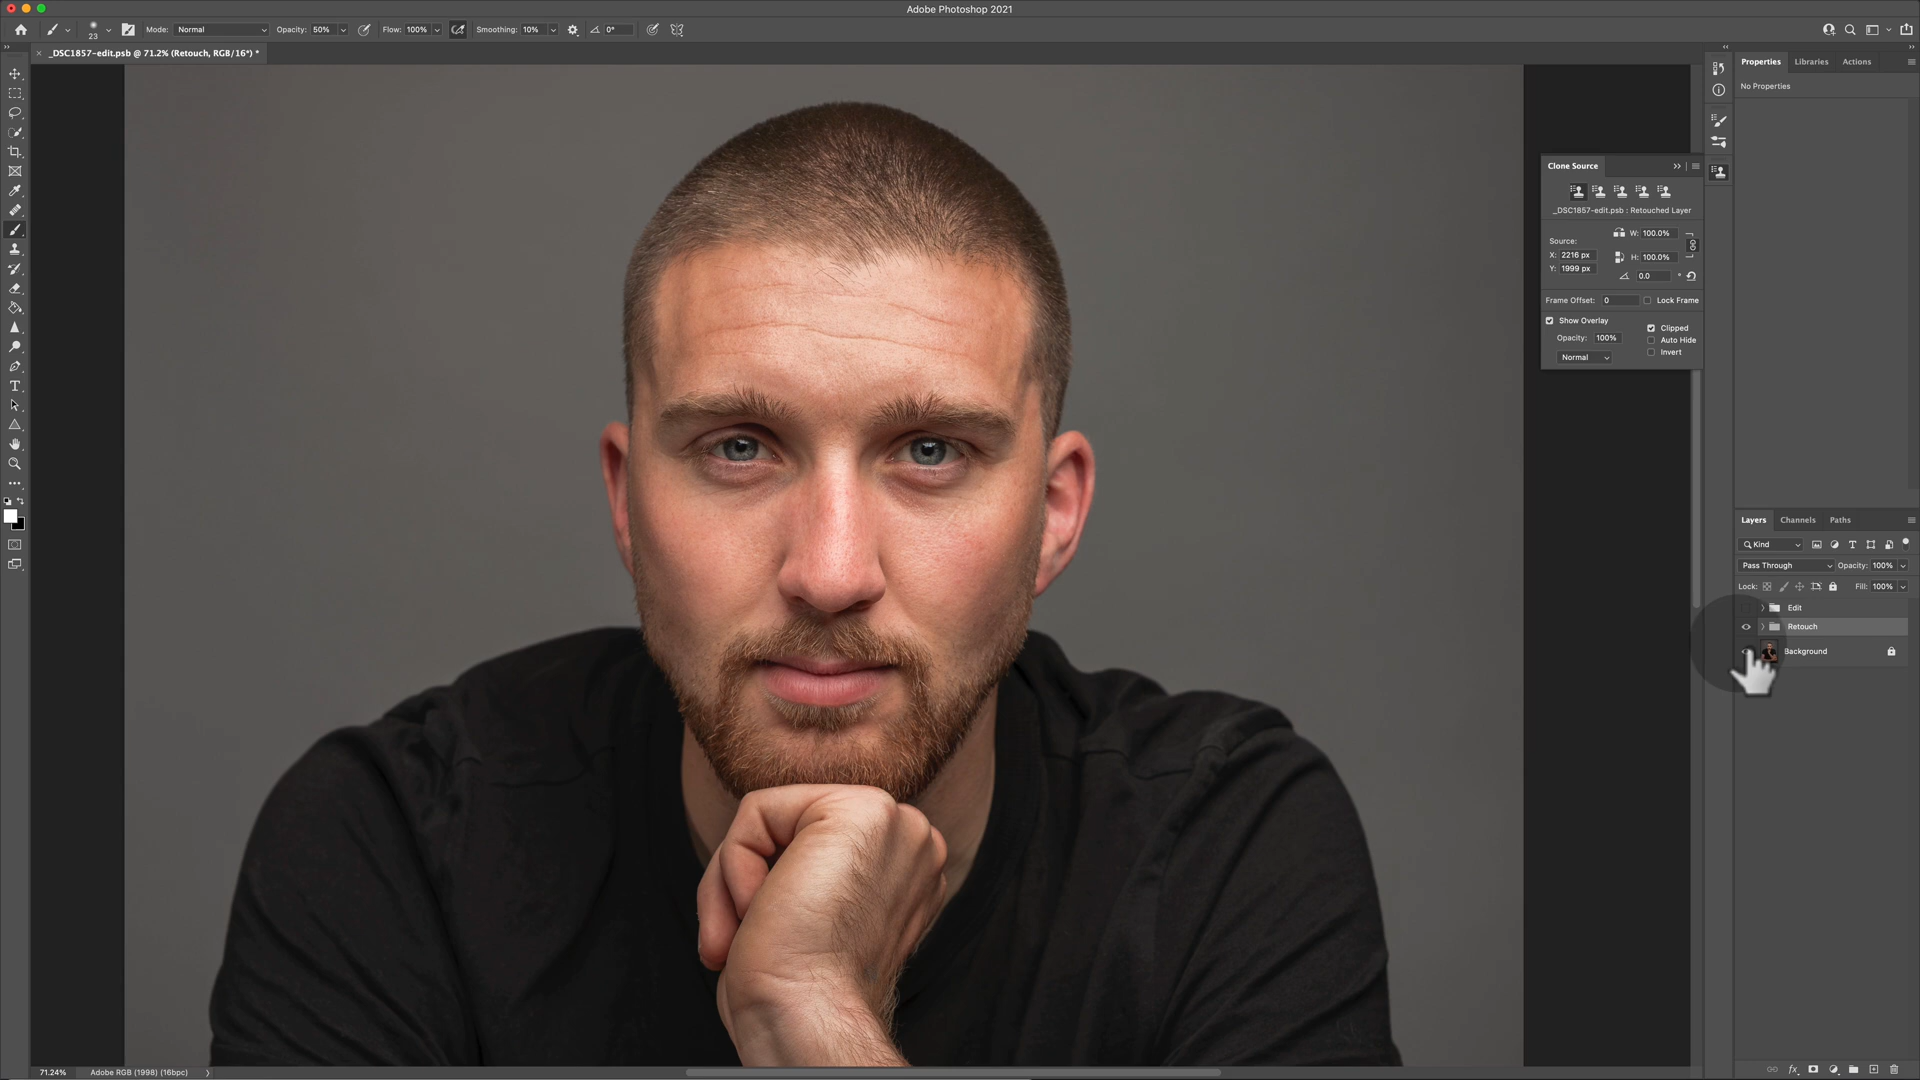 Adobe Photoshop 2021
23
Mode: Normal
Opacity: 50%
Flow: 100%
Smoothing: 10%
0°
_DSC1857-edit.psb @ 71.2% (Retouch, RGB/16*) *
Properties
Libraries
Actions
No Properties
Clone Source
_DSC1857-edit.psb : Retouched Layer
Source:
X: 2216 px
Y: 1999 px
W: 100.0%
H: 100.0%
0.0 °
Frame Offset: 0
Lock Frame
Show Overlay
Opacity: 100%
Normal
Clipped
Auto Hide
Invert
Layers
Channels
Paths
Kind
Pass Through
Opacity: 100%
Lock:
Fill: 100%
Edit
Retouch
Background
71.24%
Adobe RGB (1998) (16bpc)